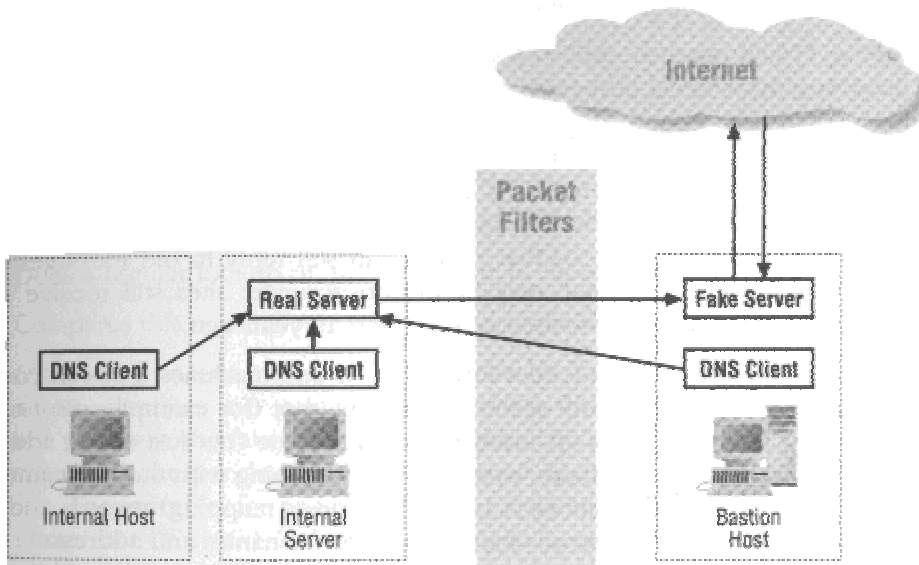 Internet
Packet
Filters
Real Server
Fake Server
DNS Client
DNS Client
DNS Client
Internal Host
Internal
Server
Bastion
Host